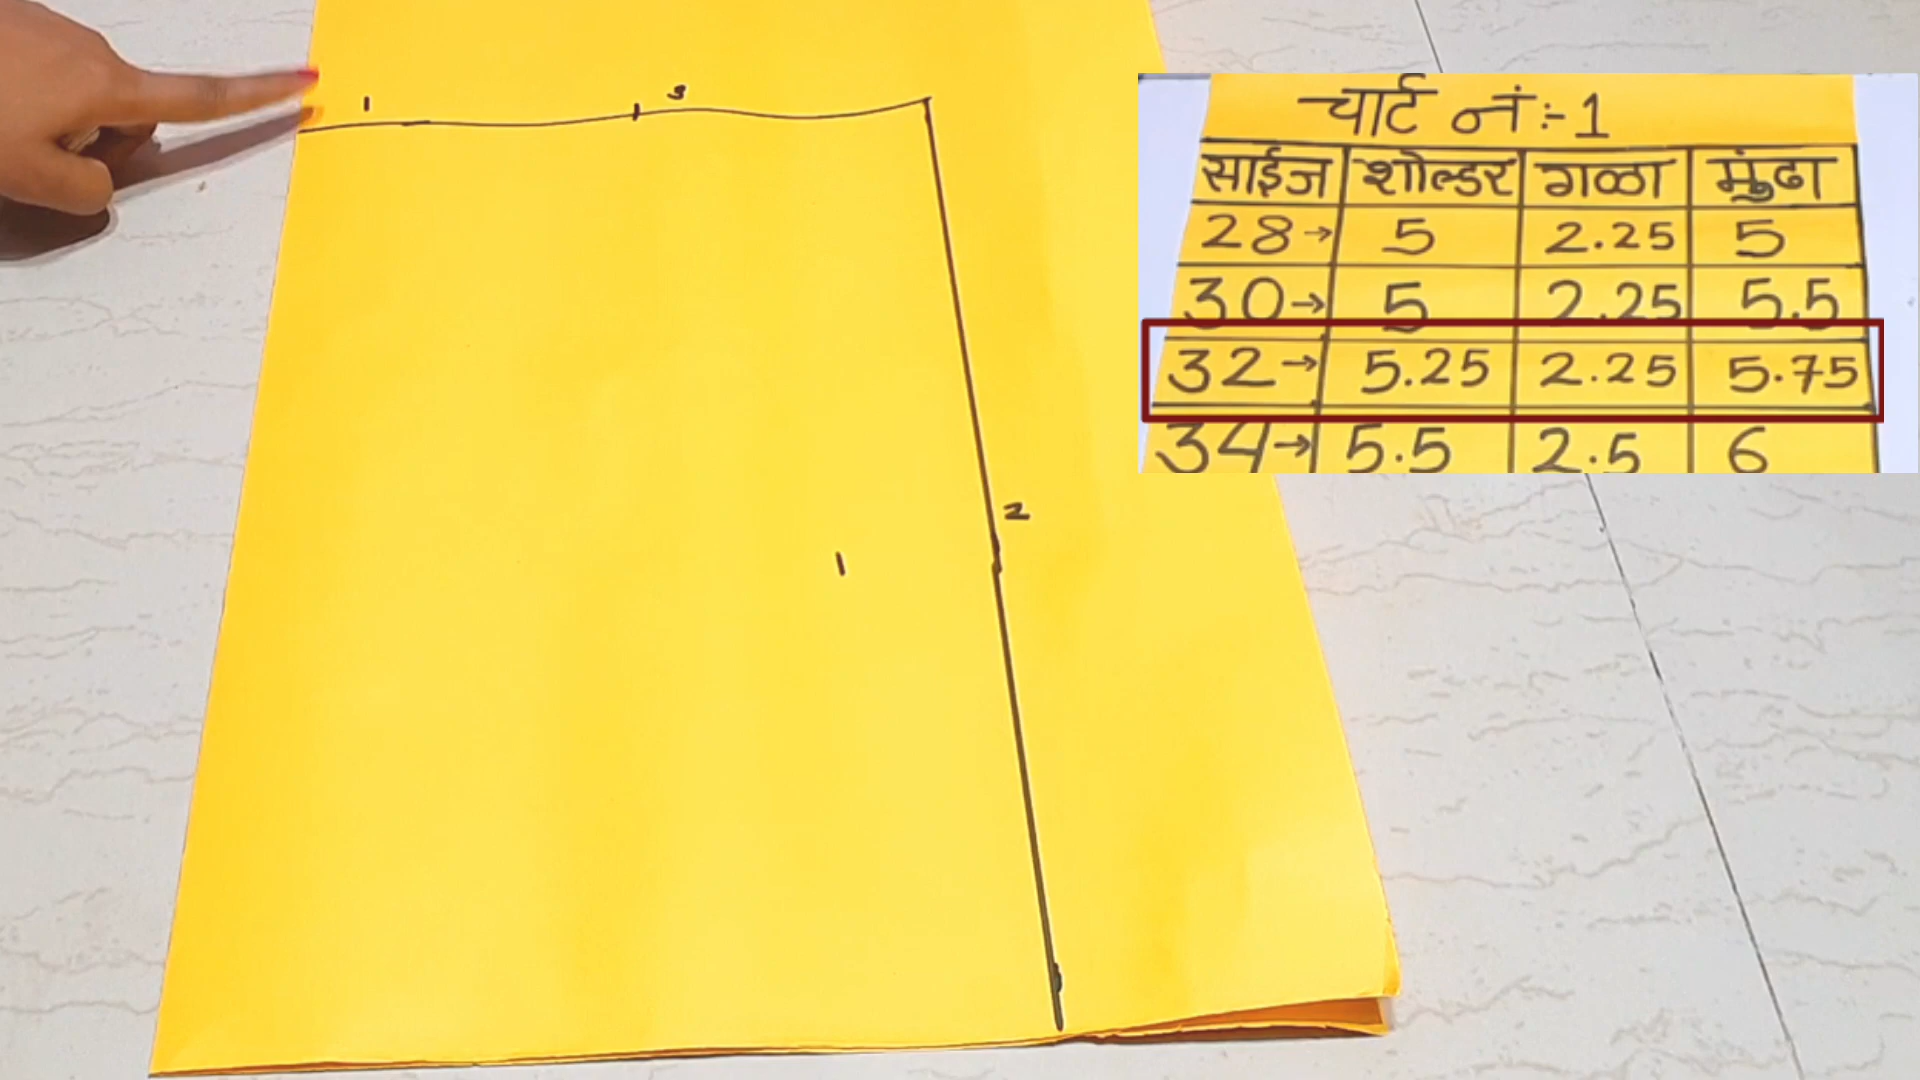 1 3
2
1
चार्ट नं:-1
साईज शोल्डर गळा मुंढा
28→ 5 2.25 5
30→ 5 2.25 5.5
32→ 5.25 2.25 5.75
34→ 5.5 2.5 6